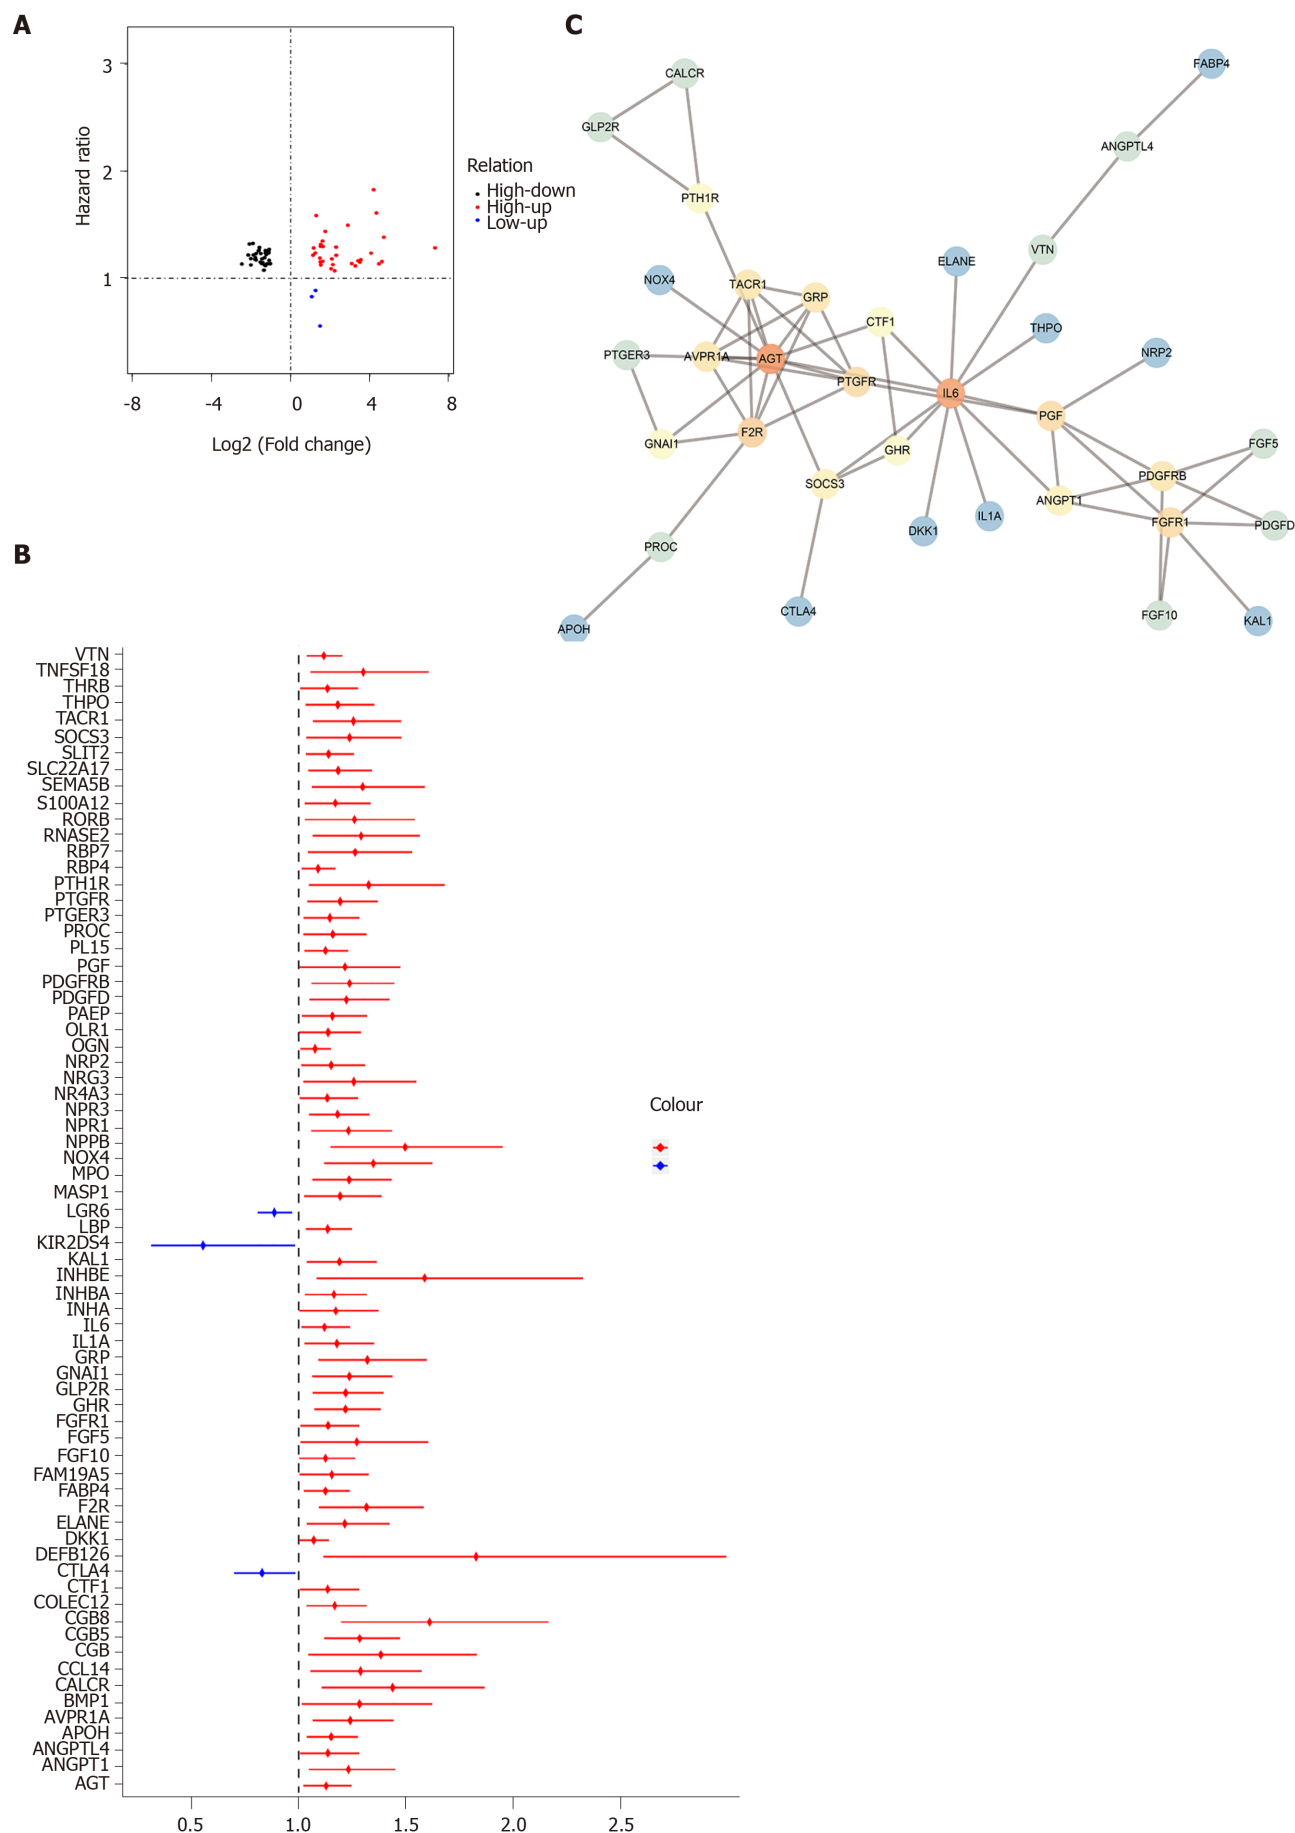 A
3
2
1
Hazard ratio
-8
-4
0
4
8
Log2 (Fold change)
Relation
High-down
High-up
Low-up
C
CALCR
GLP2R
PTH1R
FABP4
ANGPTL4
VTN
ELANE
NOX4
TACR1
GRP
CTF1
THPO
NRP2
PTGER3
AVPR1A
AGT
PTGFR
IL6
PGF
F2R
GNAI1
GHR
FGF5
SOCS3
PDGFRB
ANGPT1
IL1A
FGFR1
PDGFD
DKK1
PROC
CTLA4
FGF10
KAL1
APOH
B
VTN
TNFSF18
THRB
THPO
TACR1
SOCS3
SLIT2
SLC22A17
SEMA5B
S100A12
RORB
RNASE2
RBP7
RBP4
PTH1R
PTGFR
PTGER3
PROC
PL15
PGF
PDGFRB
PDGFD
PAEP
OLR1
OGN
NRP2
NRG3
NR4A3
NPR3
NPR1
NPPB
NOX4
MPO
MASP1
LGR6
LBP
KIR2DS4
KAL1
INHBE
INHBA
INHA
IL6
IL1A
GRP
GNAI1
GLP2R
GHR
FGFR1
FGF5
FGF10
FAM19A5
FABP4
F2R
ELANE
DKK1
DEFB126
CTLA4
CTF1
COLEC12
CGB8
CGB5
CGB
CCL14
CALCR
BMP1
AVPR1A
APOH
ANGPTL4
ANGPT1
AGT
0.5
1.0
1.5
2.0
2.5
Colour